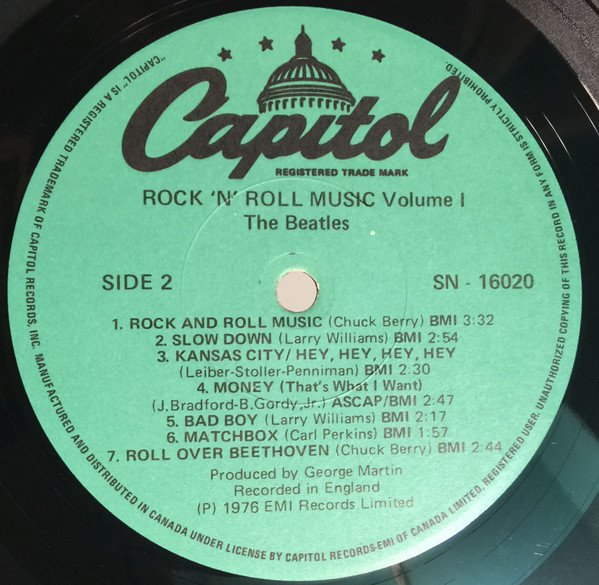 Capitol
REGISTERED TRADE MARK
ROCK 'N' ROLL MUSIC Volume I
The Beatles
SIDE 2
SN - 16020
1. ROCK AND ROLL MUSIC (Chuck Berry) BMI 3:32
2. SLOW DOWN (Larry Williams) BMI 2:54
3. KANSAS CITY/ HEY, HEY, HEY, HEY
(Leiber-Stoller-Penniman) BMI 2:30
4. MONEY (That's What I Want)
(J.Bradford-B.Gordy,Jr.) ASCAP/BMI 2:47
5. BAD BOY (Larry Williams) BMI 2:17
6. MATCHBOX (Carl Perkins) BMI 1:57
7. ROLL OVER BEETHOVEN (Chuck Berry) BMI 2:44
Produced by George Martin
Recorded in England
(P) 1976 EMI Records Limited
"CAPITOL" IS A REGISTERED TRADEMARK OF CAPITOL RECORDS, INC. MANUFACTURED AND DISTRIBUTED IN CANADA UNDER LICENSE BY CAPITOL RECORDS-EMI OF CANADA LIMITED, REGISTERED USER. UNAUTHORIZED COPYING OF THIS RECORD IN ANY FORM IS STRICTLY PROHIBITED.